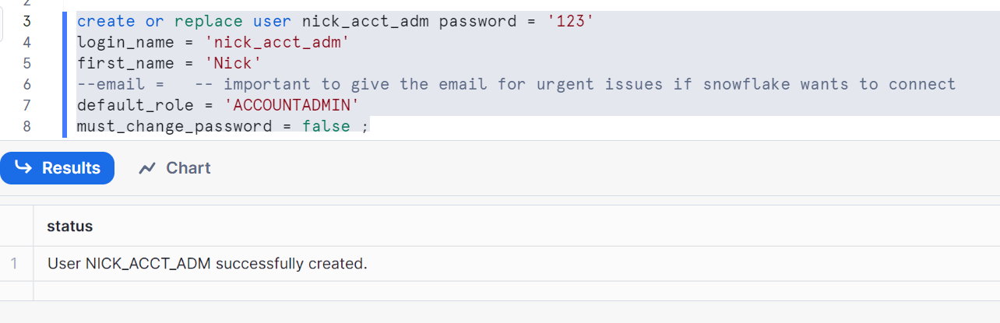 2
3 create or replace user nick_acct_adm password = '123'
4 login_name = 'nick_acct_adm'
5 first_name = 'Nick'
6 --email =   -- important to give the email for urgent issues if snowflake wants to connect
7 default_role = 'ACCOUNTADMIN'
8 must_change_password = false ;
Results Chart
status
1 User NICK_ACCT_ADM successfully created.